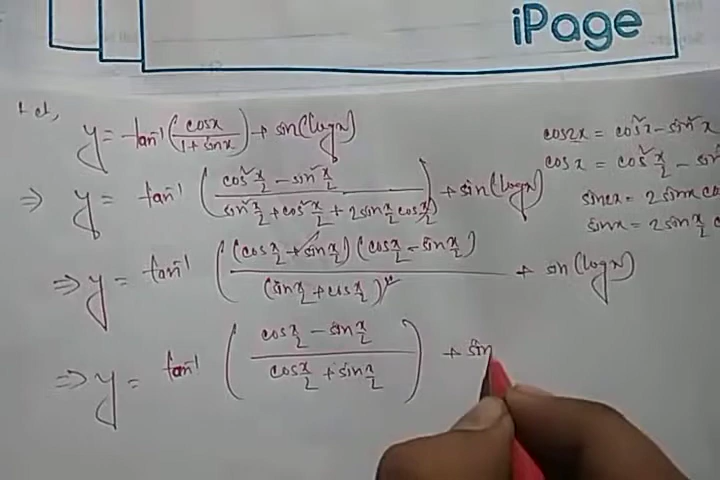 iPage
Let,
y = tan⁻¹(cosx/1+sinx) + sin(logx)
cos2x = cos²x - sin²x
⇒ y = tan⁻¹(cos²x/2 - sin²x/2 / sin²x/2 + cos²x/2 + 2sinx/2 cosx/2) + sin(logx)
cosx = cos²x/2 - sin
sin2x = 2sinx co
sinx = 2sinx/2 c
⇒ y = tan⁻¹((cosx/2 + sinx/2)(cosx/2 - sinx/2) / (sinx/2 + cosx/2)²) + sin(logx)
⇒ y = tan⁻¹(cosx/2 - sinx/2 / cosx/2 + sinx/2) + sin